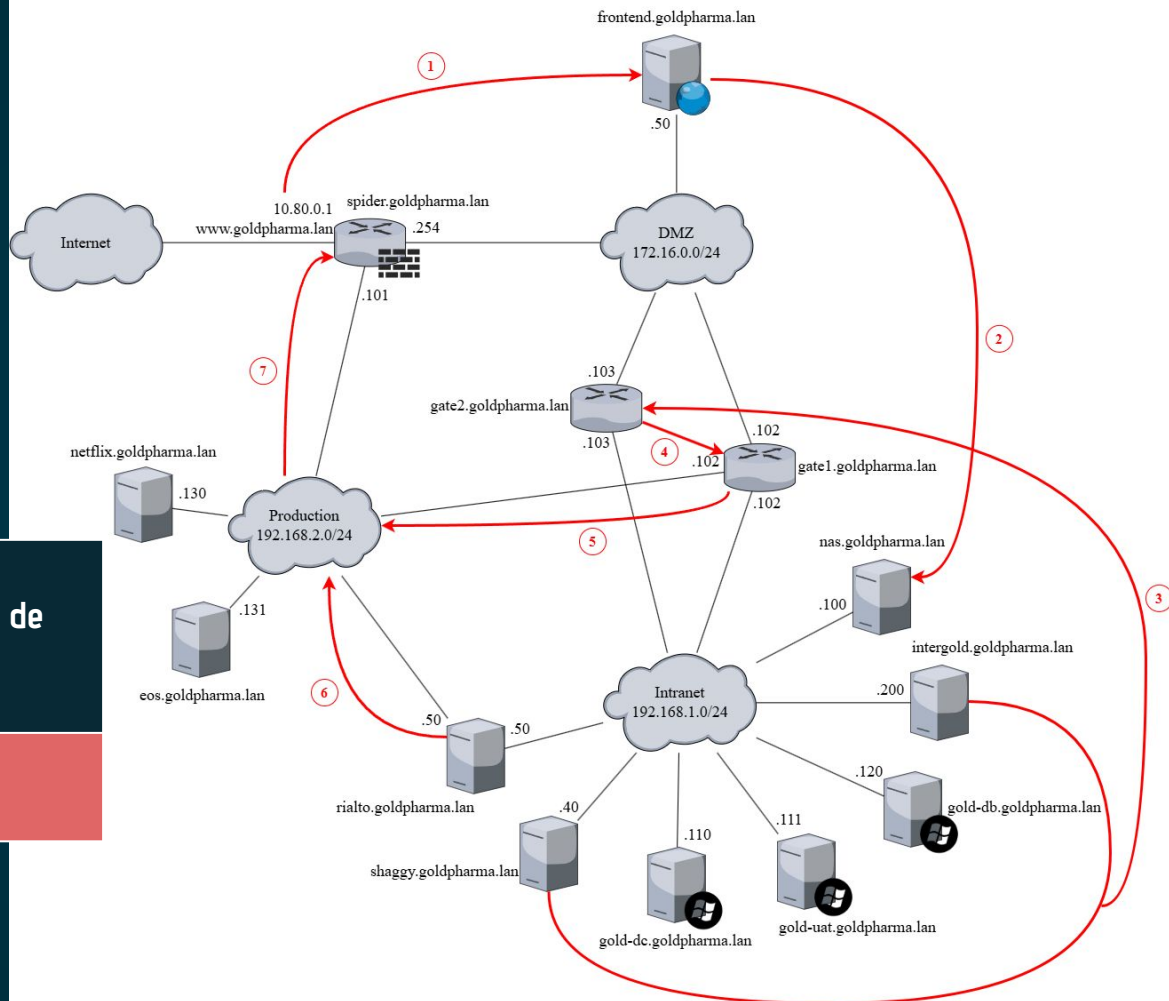 frontend.goldpharma.lan
1
.50
10.80.0.1
spider.goldpharma.lan
www.goldpharma.lan
.254
Internet
DMZ
172.16.0.0/24
.101
2
7
.103
gate2.goldpharma.lan
.103
4
.102
.102
gate1.goldpharma.lan
.102
netflix.goldpharma.lan
.130
Production
192.168.2.0/24
5
nas.goldpharma.lan
.100
3
de
.131
eos.goldpharma.lan
intergold.goldpharma.lan
6
Intranet
192.168.1.0/24
.200
.50
.50
rialto.goldpharma.lan
.120
gold-db.goldpharma.lan
.40
.110
.111
shaggy.goldpharma.lan
gold-uat.goldpharma.lan
gold-dc.goldpharma.lan